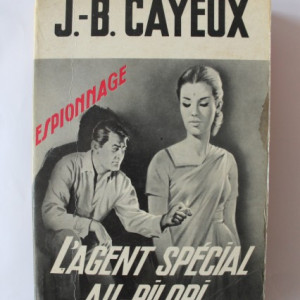 J.-B. CAYEUX
ESPIONNAGE
L'AGENT SPÉCIAL
AU PILORI